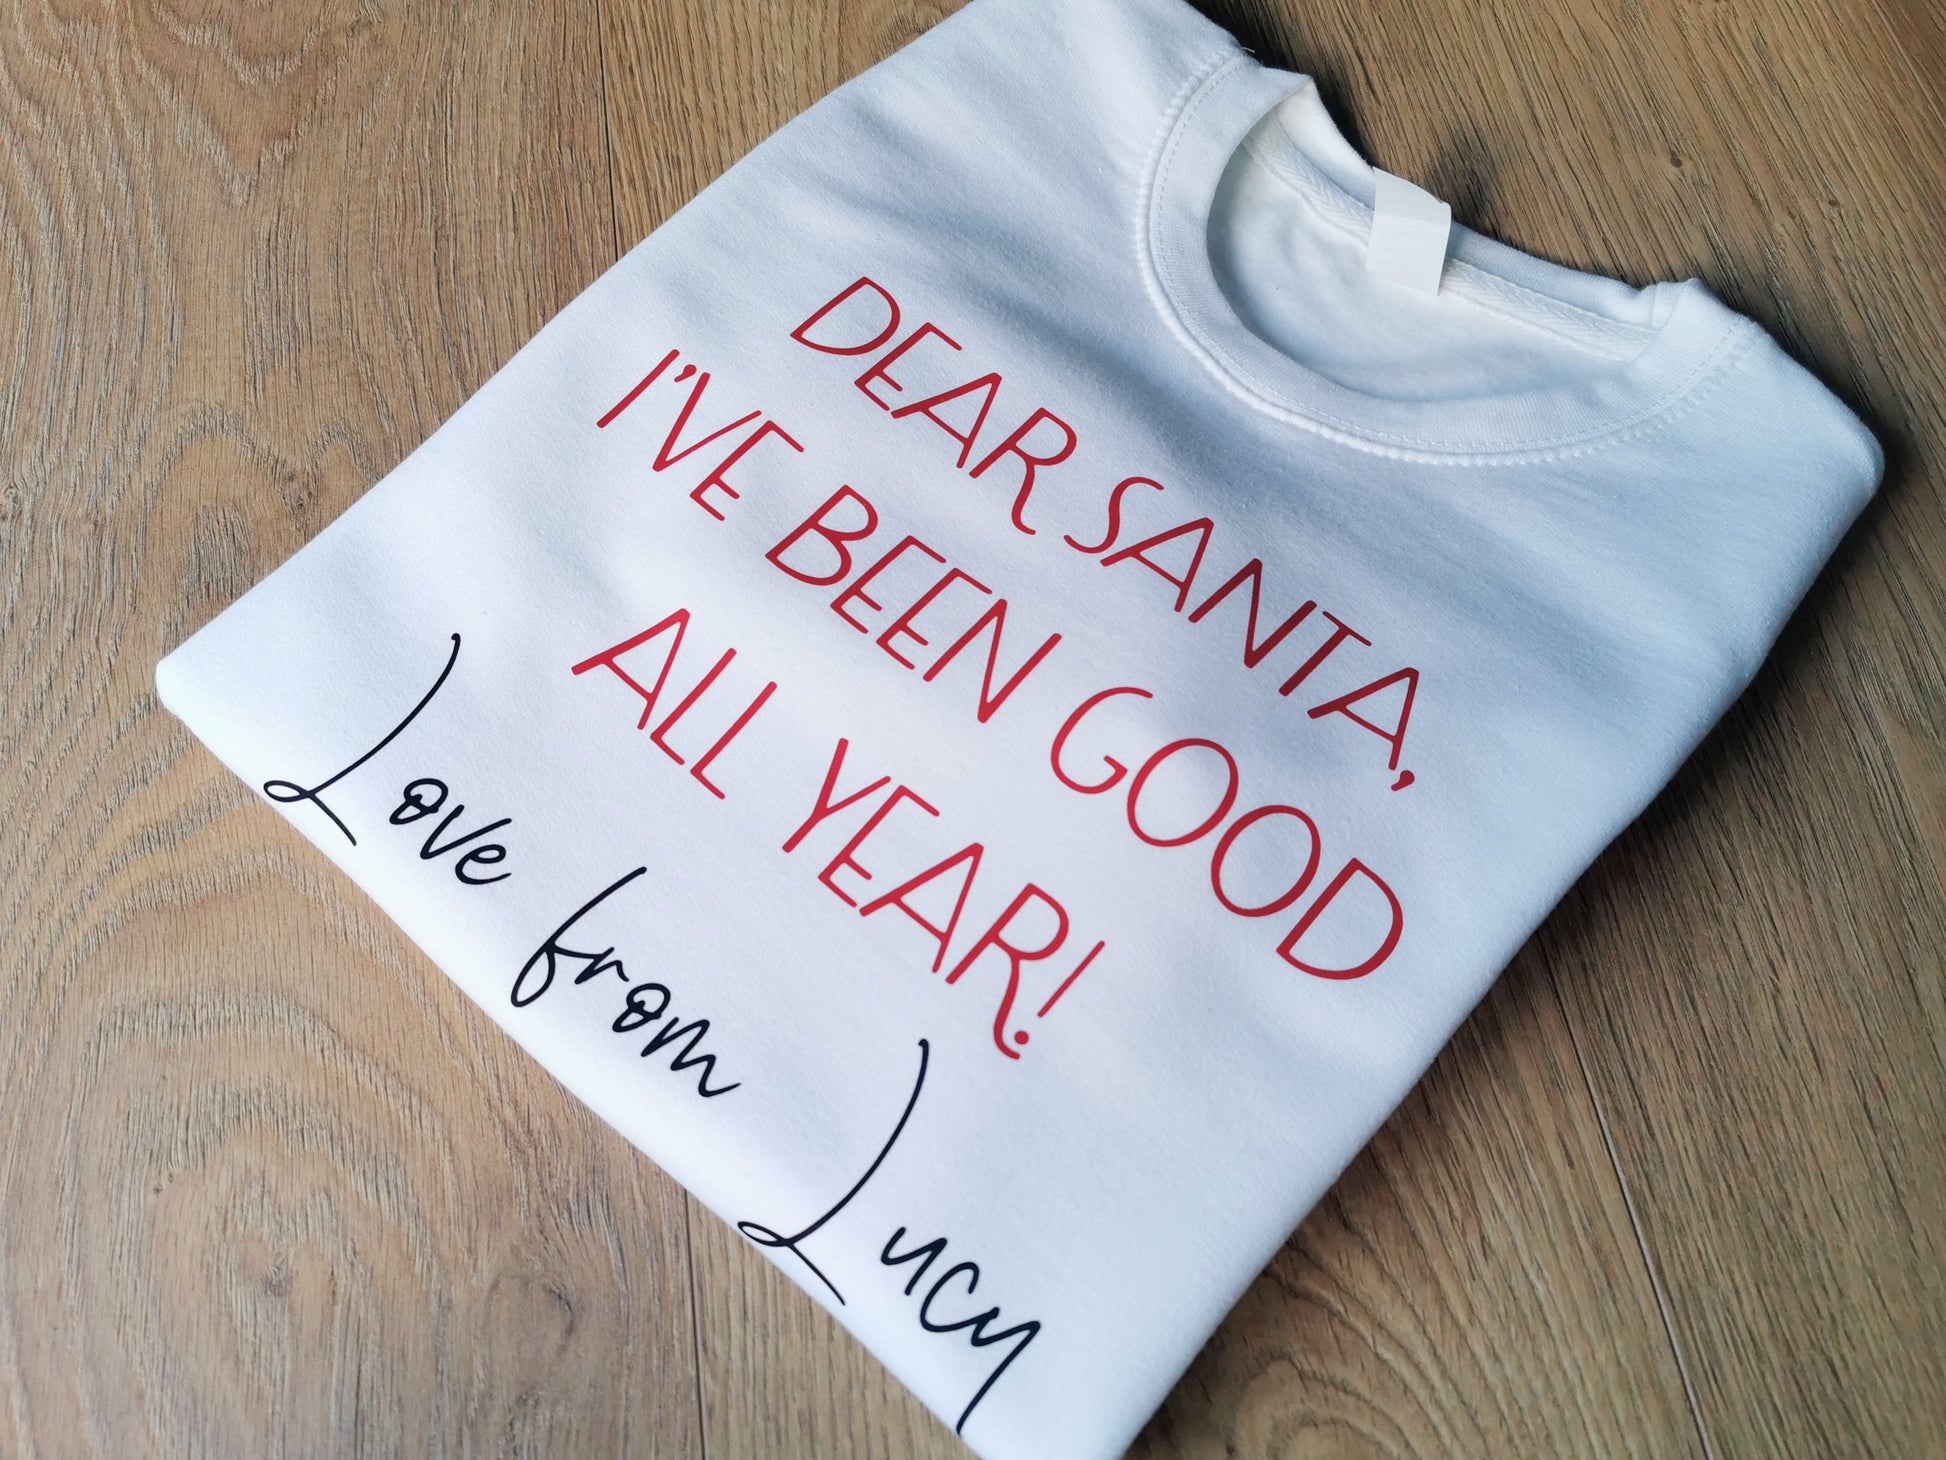 DEAR SANTA,
I'VE BEEN GOOD
ALL YEAR!
Love from Lucy